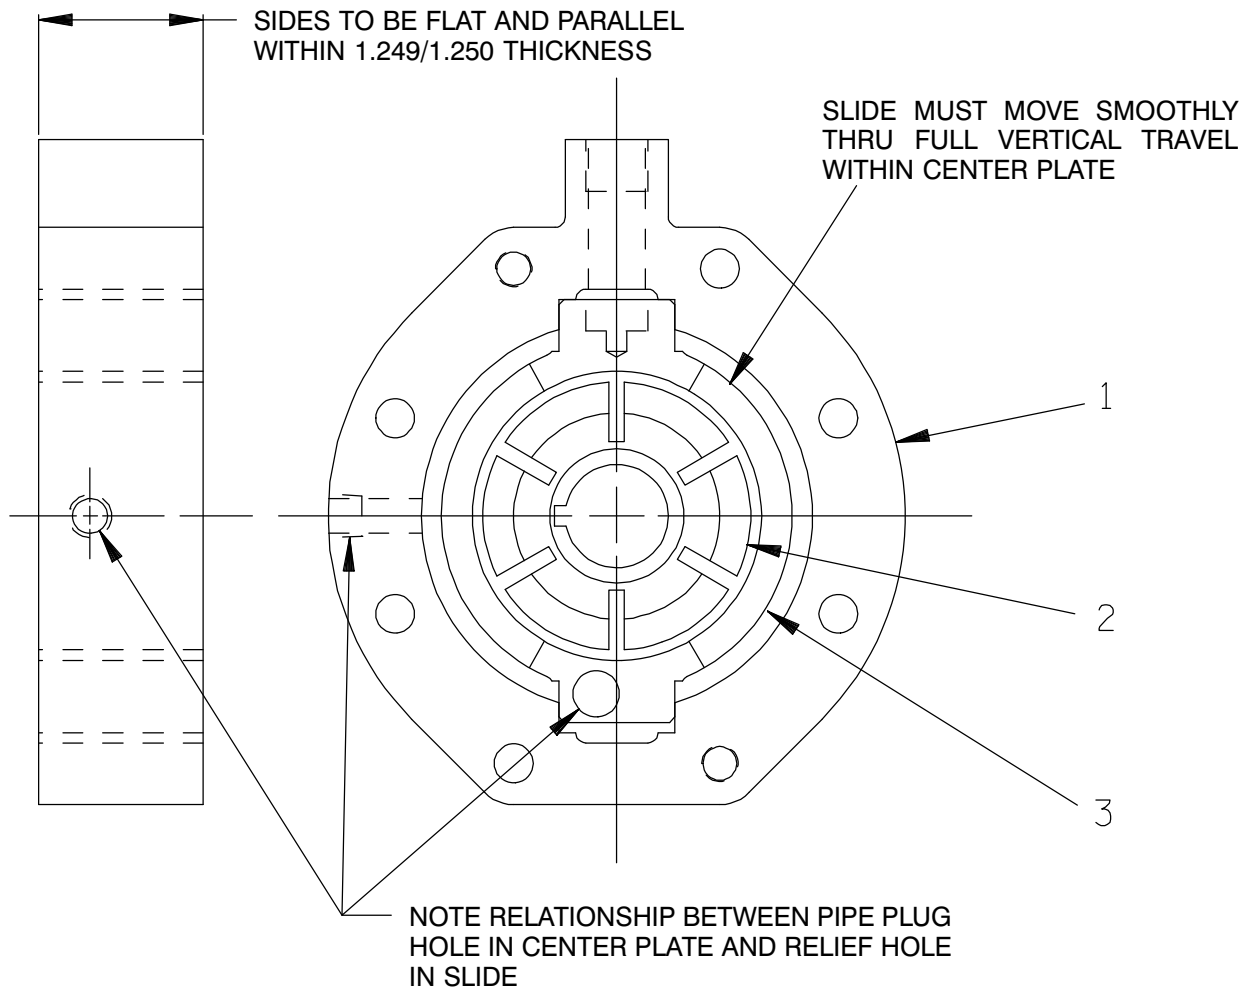 SIDES TO BE FLAT AND PARALLEL
WITHIN 1.249/1.250 THICKNESS
SLIDE MUST MOVE SMOOTHLY
THRU FULL VERTICAL TRAVEL
WITHIN CENTER PLATE
1
2
3
NOTE RELATIONSHIP BETWEEN PIPE PLUG
HOLE IN CENTER PLATE AND RELIEF HOLE
IN SLIDE